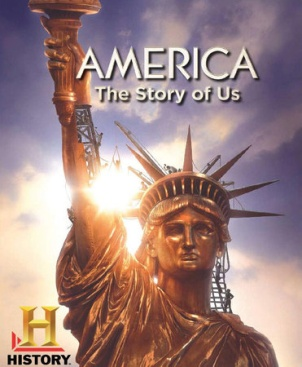 AMERICA
The Story of Us
H
HISTORY